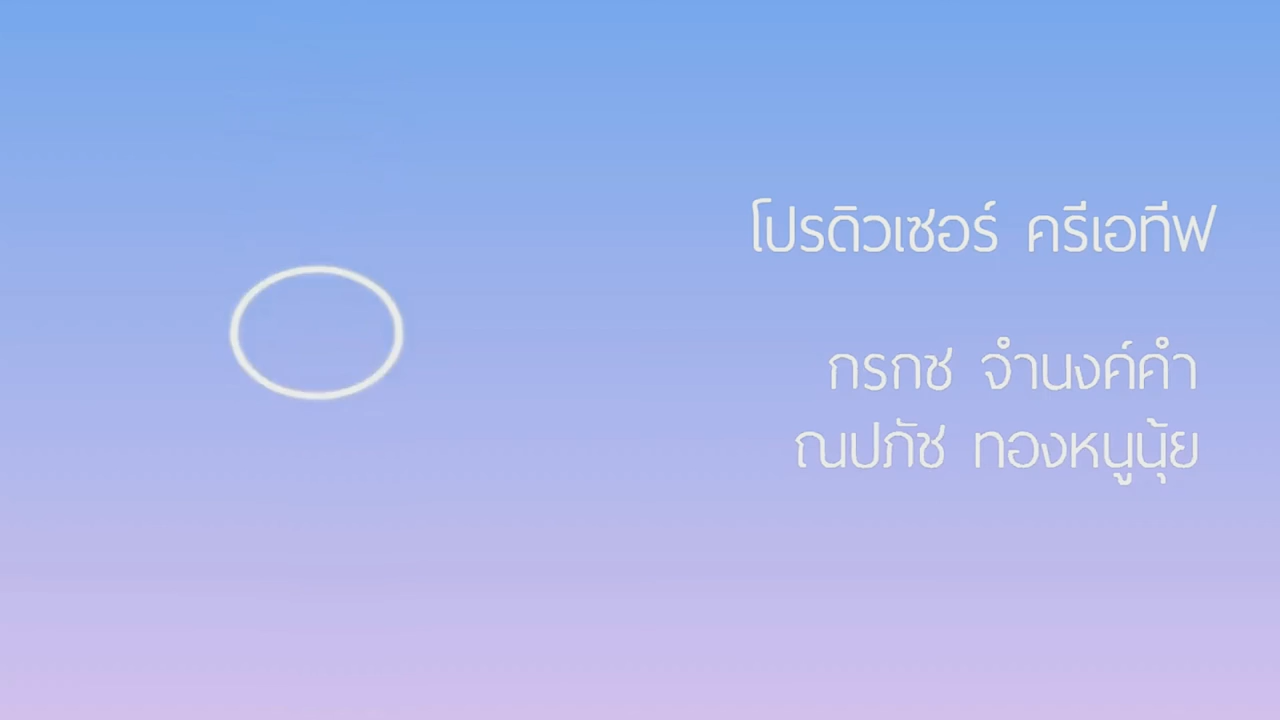 โปรดิวเซอร์ ครีเอทีฟ
กรกช จำนงค์คำ
ณปภัช ทองหนูนุ้ย